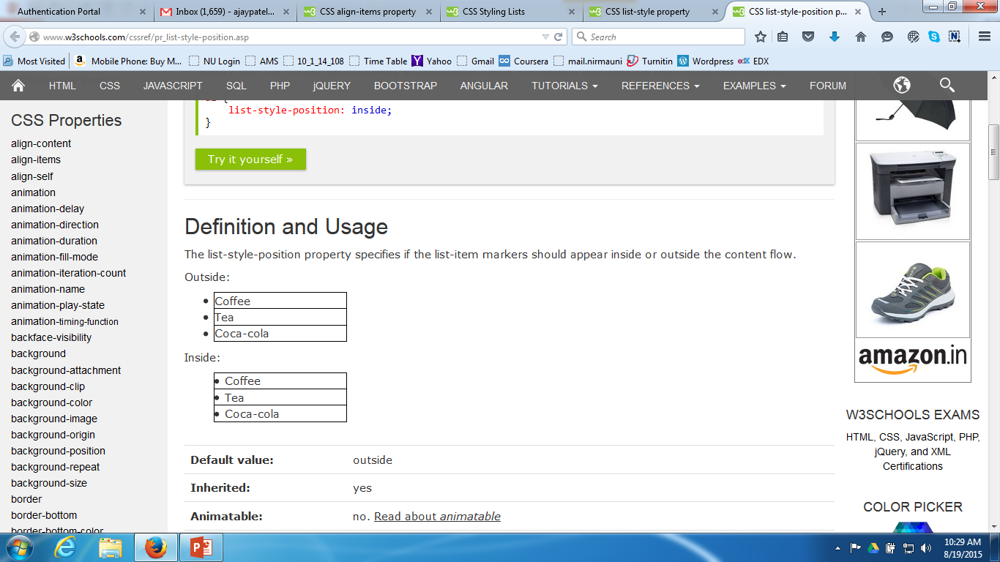 Authentication Portal
Inbox (1,659) - ajaypatel...
CSS align-items property
CSS Styling Lists
CSS list-style property
CSS list-style-position p...
www.w3schools.com/cssref/pr_list-style-position.asp
Search
Most Visited
Mobile Phone: Buy M...
NU Login
AMS
10_1_14_108
Time Table
Yahoo
Gmail
Coursera
mail.nirmauni
Turnitin
Wordpress
EDX
HTML
CSS
JAVASCRIPT
SQL
PHP
jQUERY
BOOTSTRAP
ANGULAR
TUTORIALS
REFERENCES
EXAMPLES
FORUM
CSS Properties
align-content
align-items
align-self
animation
animation-delay
animation-direction
animation-duration
animation-fill-mode
animation-iteration-count
animation-name
animation-play-state
animation-timing-function
backface-visibility
background
background-attachment
background-clip
background-color
background-image
background-origin
background-position
background-repeat
background-size
border
border-bottom
border-bottom-color
list-style-position: inside;
}
Try it yourself »
Definition and Usage
The list-style-position property specifies if the list-item markers should appear inside or outside the content flow.
Outside:
• Coffee
• Tea
• Coca-cola
Inside:
• Coffee
• Tea
• Coca-cola
Default value: outside
Inherited: yes
Animatable: no. Read about animatable
amazon.in
W3SCHOOLS EXAMS
HTML, CSS, JavaScript, PHP,
jQuery, and XML
Certifications
COLOR PICKER
10:29 AM
8/19/2015